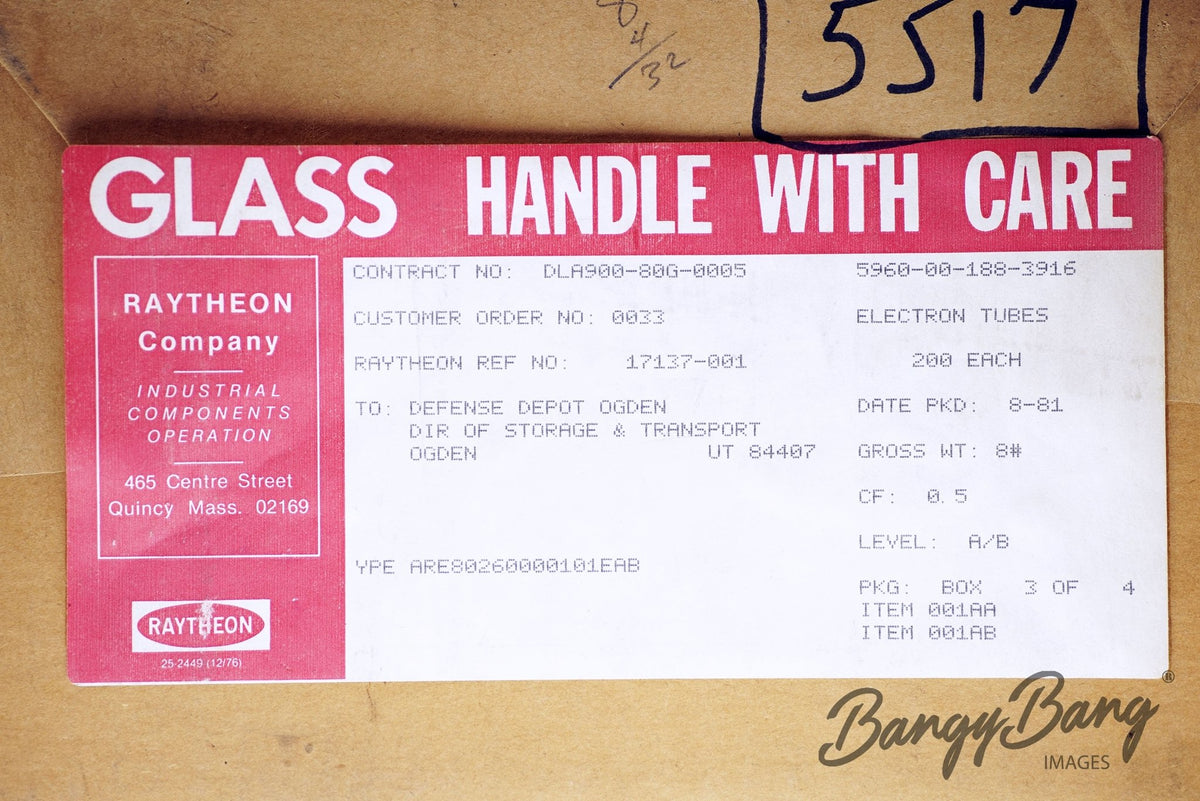 5517
4/32
GLASS HANDLE WITH CARE
RAYTHEON
Company
INDUSTRIAL
COMPONENTS
OPERATION
465 Centre Street
Quincy Mass. 02169
RAYTHEON
25-2449 (12/76)
CONTRACT NO: DLA900-80G-0005
CUSTOMER ORDER NO: 0033
RAYTHEON REF NO: 17137-001
TO: DEFENSE DEPOT OGDEN
DIR OF STORAGE & TRANSPORT
OGDEN UT 84407
YPE ARE80260000101EAB
5960-00-188-3916
ELECTRON TUBES
200 EACH
DATE PKD: 8-81
GROSS WT: 8#
CF: 0.5
LEVEL: A/B
PKG: BOX 3 OF 4
ITEM 001AA
ITEM 001AB
BangyBang®
IMAGES